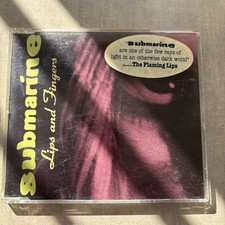 submarine
Lips and Fingers
"submarine
are one of the few rays of
light in an otherwise dark world"
......The Flaming Lips